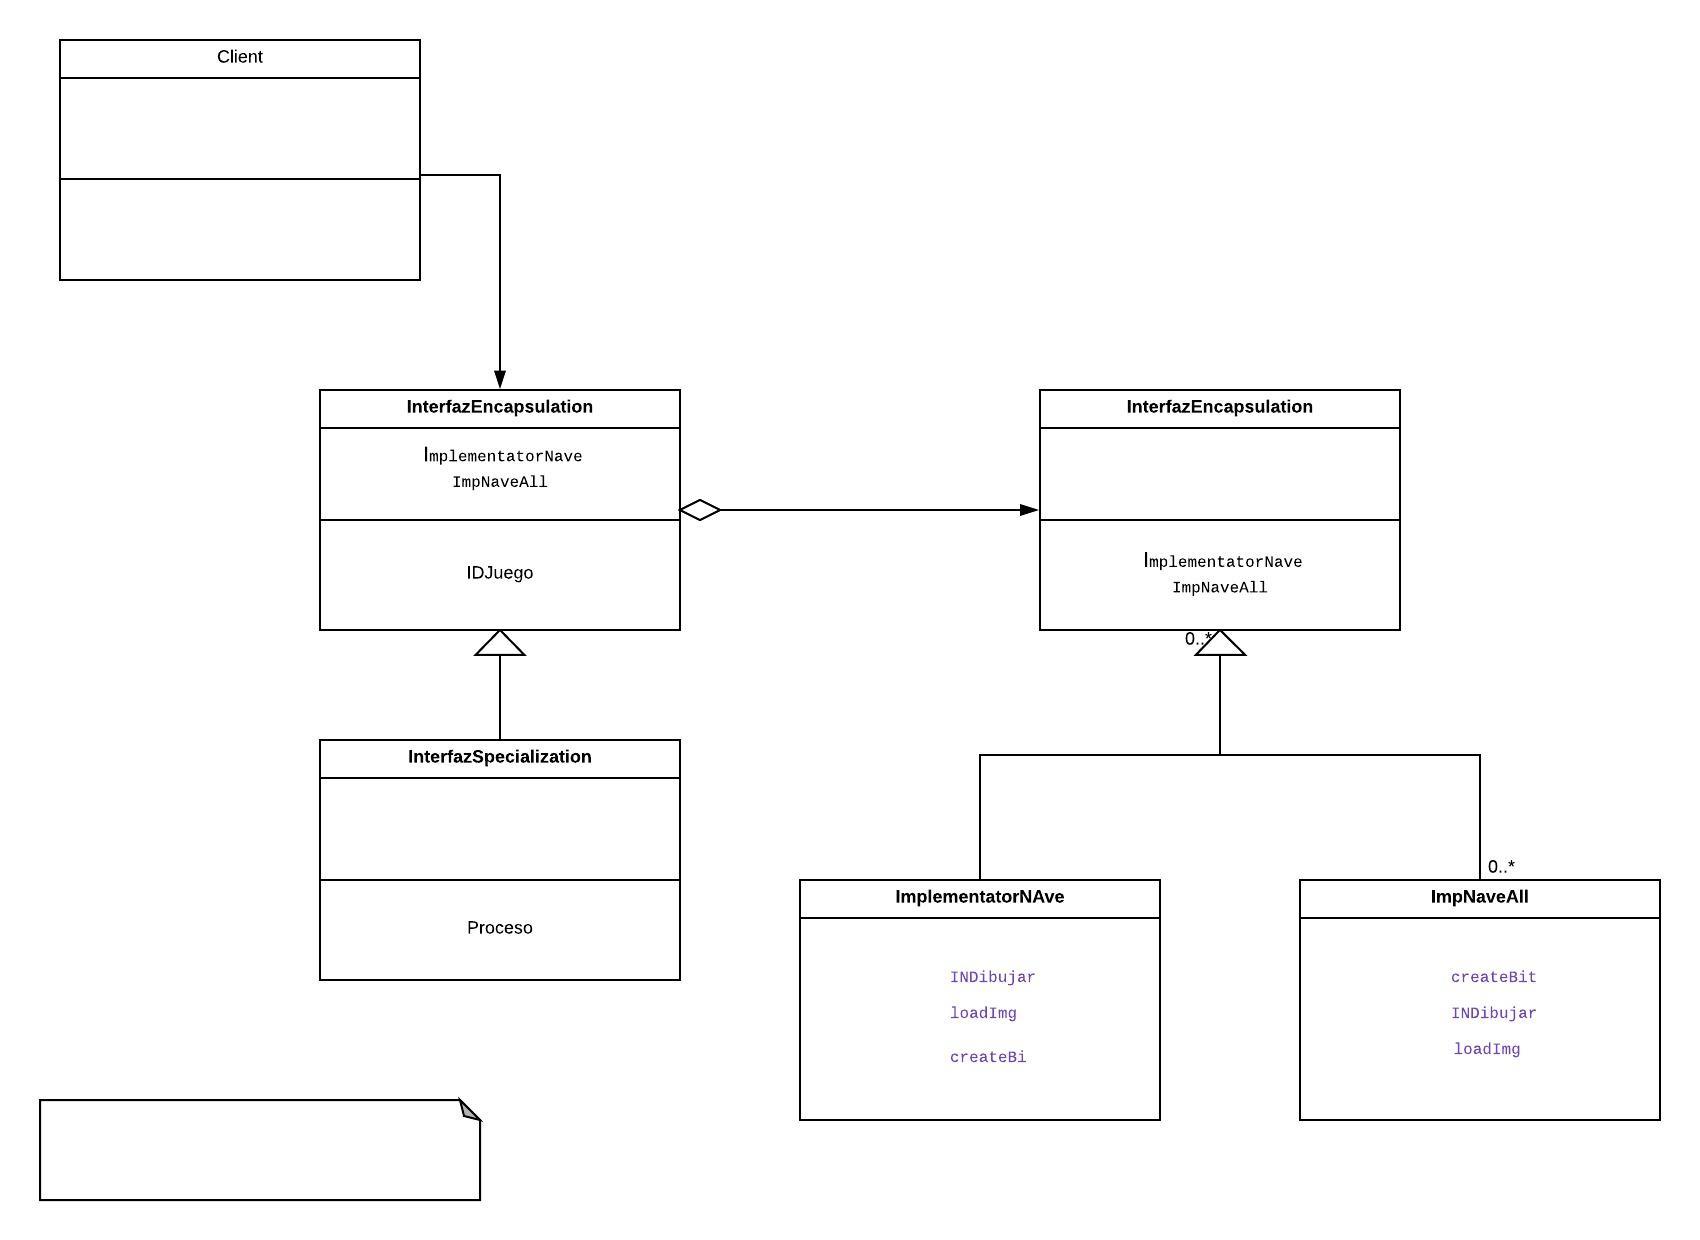 Client
InterfazEncapsulation
ImplementatorNave
ImpNaveAll
IDJuego
InterfazEncapsulation
ImplementatorNave
ImpNaveAll
0..*
InterfazSpecialization
Proceso
0..*
ImplementatorNAve
INDibujar
loadImg
createBi
ImpNaveAll
createBit
INDibujar
loadImg